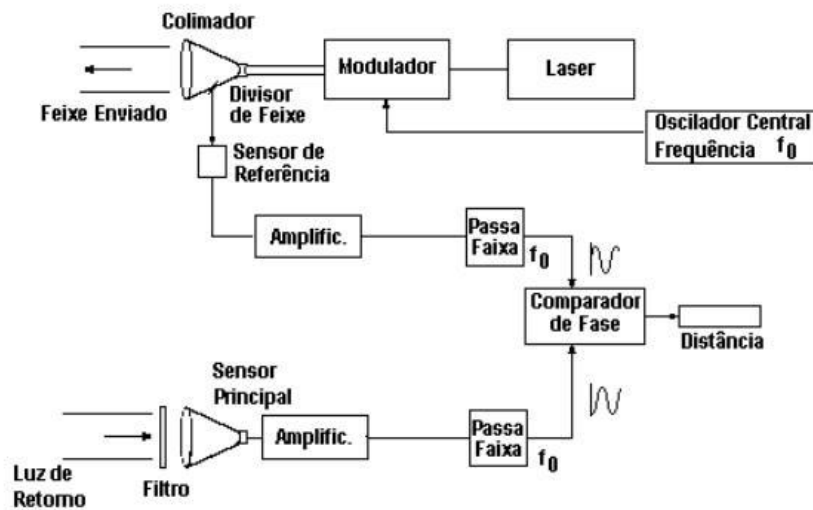 Colimador
Modulador
Laser
Feixe Enviado
Divisor
de Feixe
Oscilador Central
Frequência f0
Sensor de
Referência
Amplific.
Passa
Faixa
f0
Comparador
de Fase
Distância
Sensor
Principal
Amplific.
Passa
Faixa
f0
Luz de
Retorno
Filtro